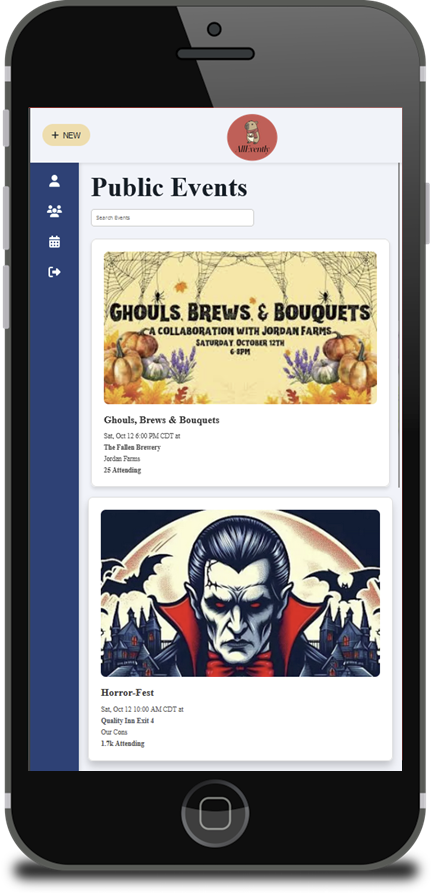 + NEW
AllEvently
Public Events
Search Events
GHOULS, BREWS, & BOUQUETS
A COLLABORATION WITH JORDAN FARMS
SATURDAY, OCTOBER 12TH
6-8PM
Ghouls, Brews & Bouquets
Sat, Oct 12 6:00 PM CDT at
The Fallen Brewery
Jordan Farms
25 Attending
Horror-Fest
Sat, Oct 12 10:00 AM CDT at
Quality Inn Exit 4
Our Cons
1.7k Attending